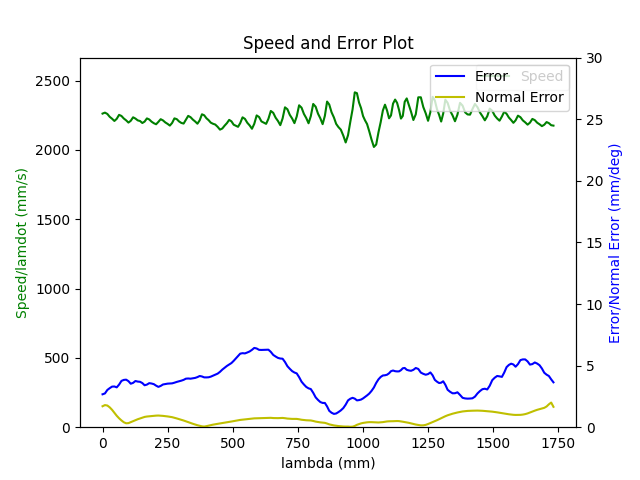 Speed and Error Plot
Speed/lamdot (mm/s)
2500
2000
1500
1000
500
0
Error
Speed
Normal Error
30
25
20
15
10
5
0
Error/Normal Error (mm/deg)
0 250 500 750 1000 1250 1500 1750
lambda (mm)